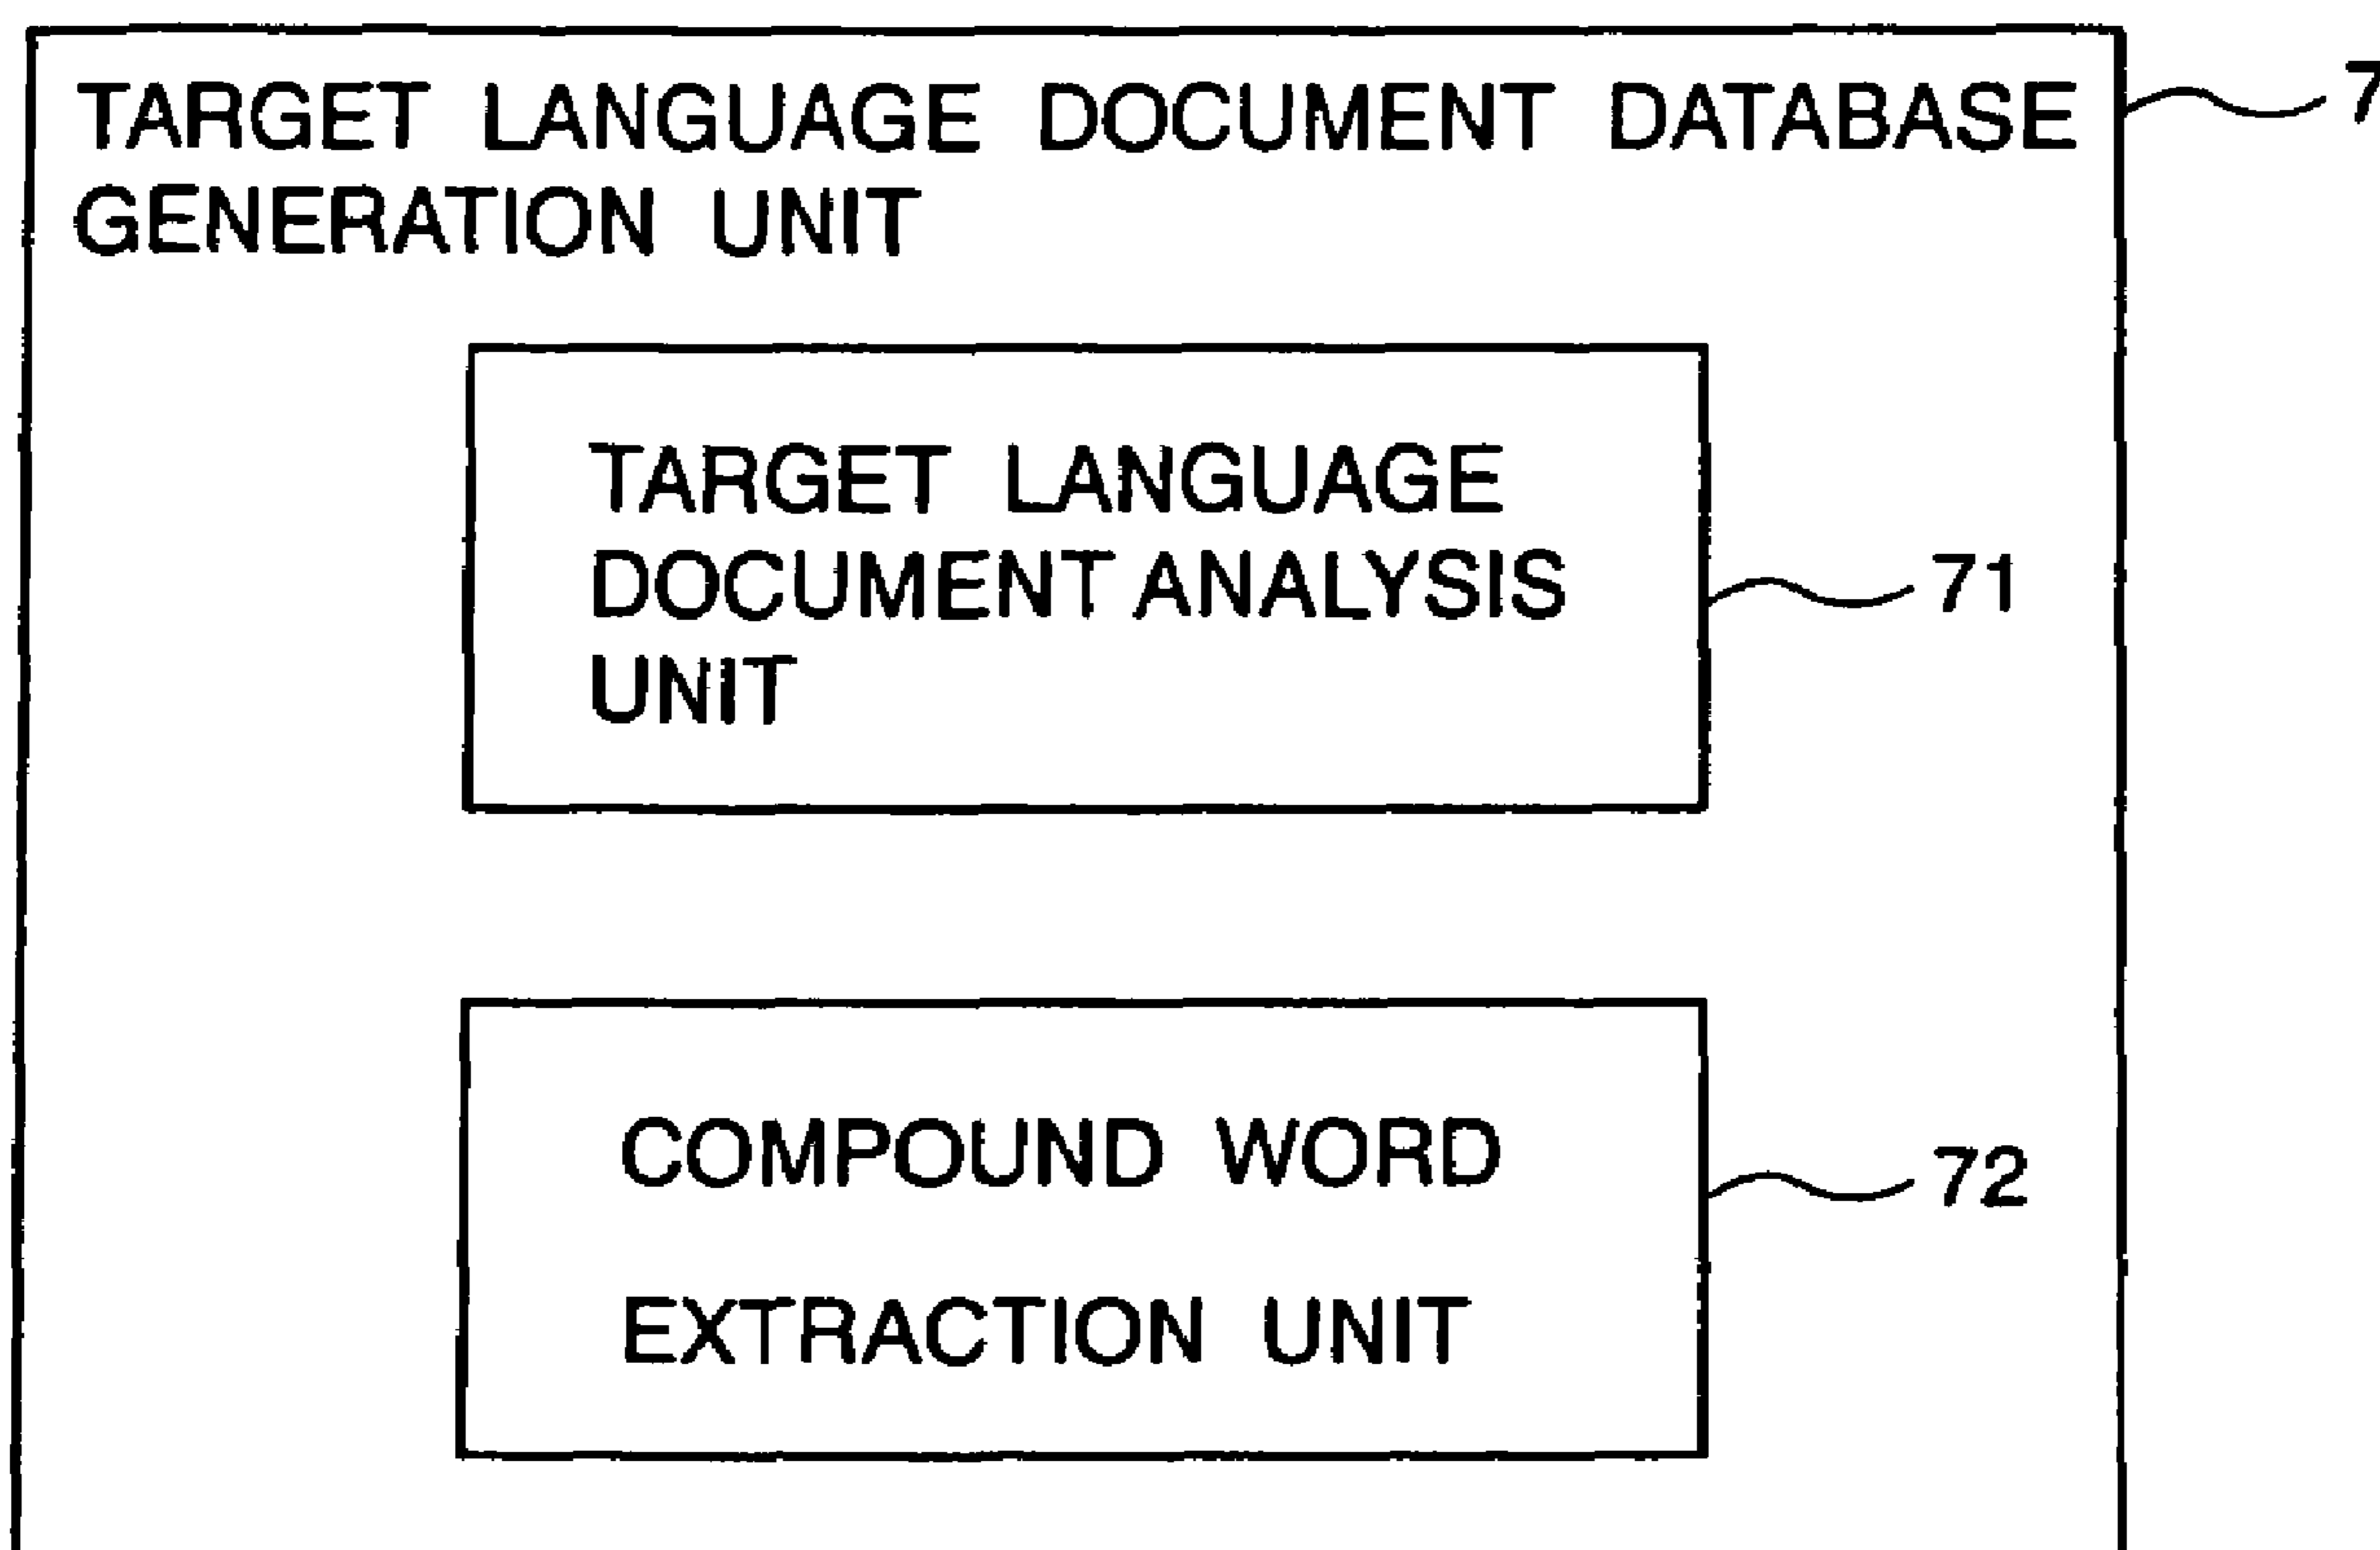 TARGET LANGUAGE DOCUMENT DATABASE
GENERATION UNIT
7
TARGET LANGUAGE
DOCUMENT ANALYSIS
UNIT
71
COMPOUND WORD
EXTRACTION UNIT
72